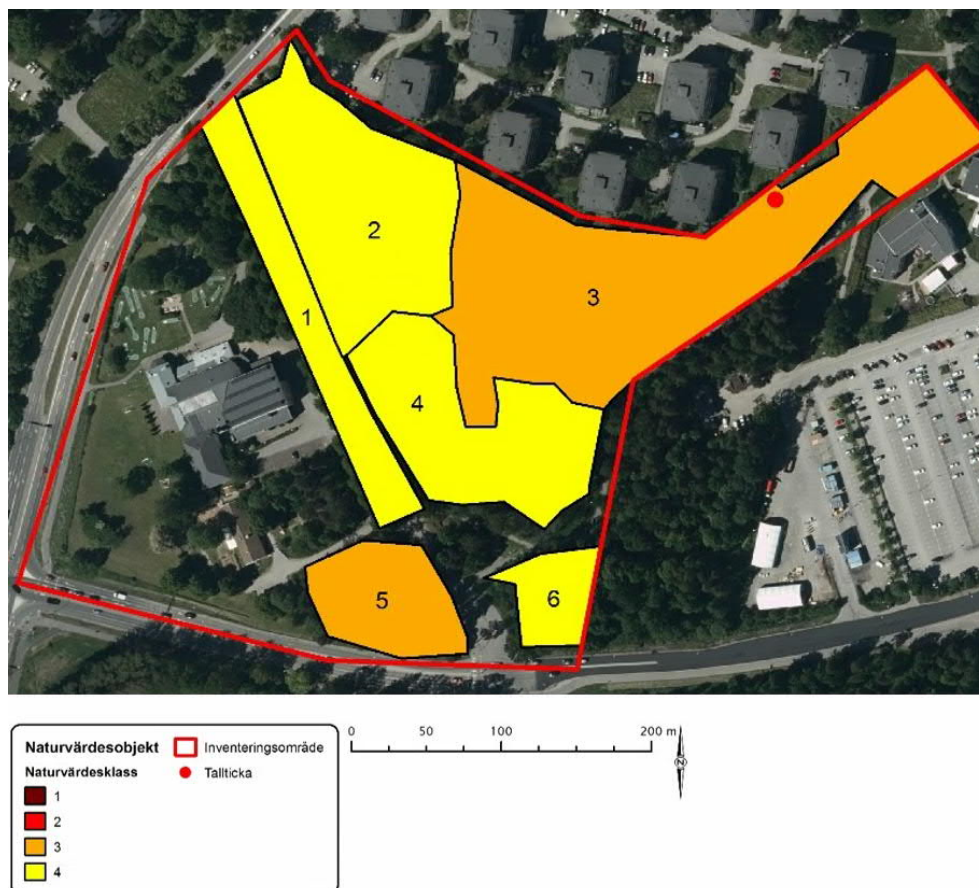 2
3
1
4
5
6
0 50 100 200 m
N
Naturvärdesobjekt
Inventeringsområde
Naturvärdesklass
Tallticka
1
2
3
4